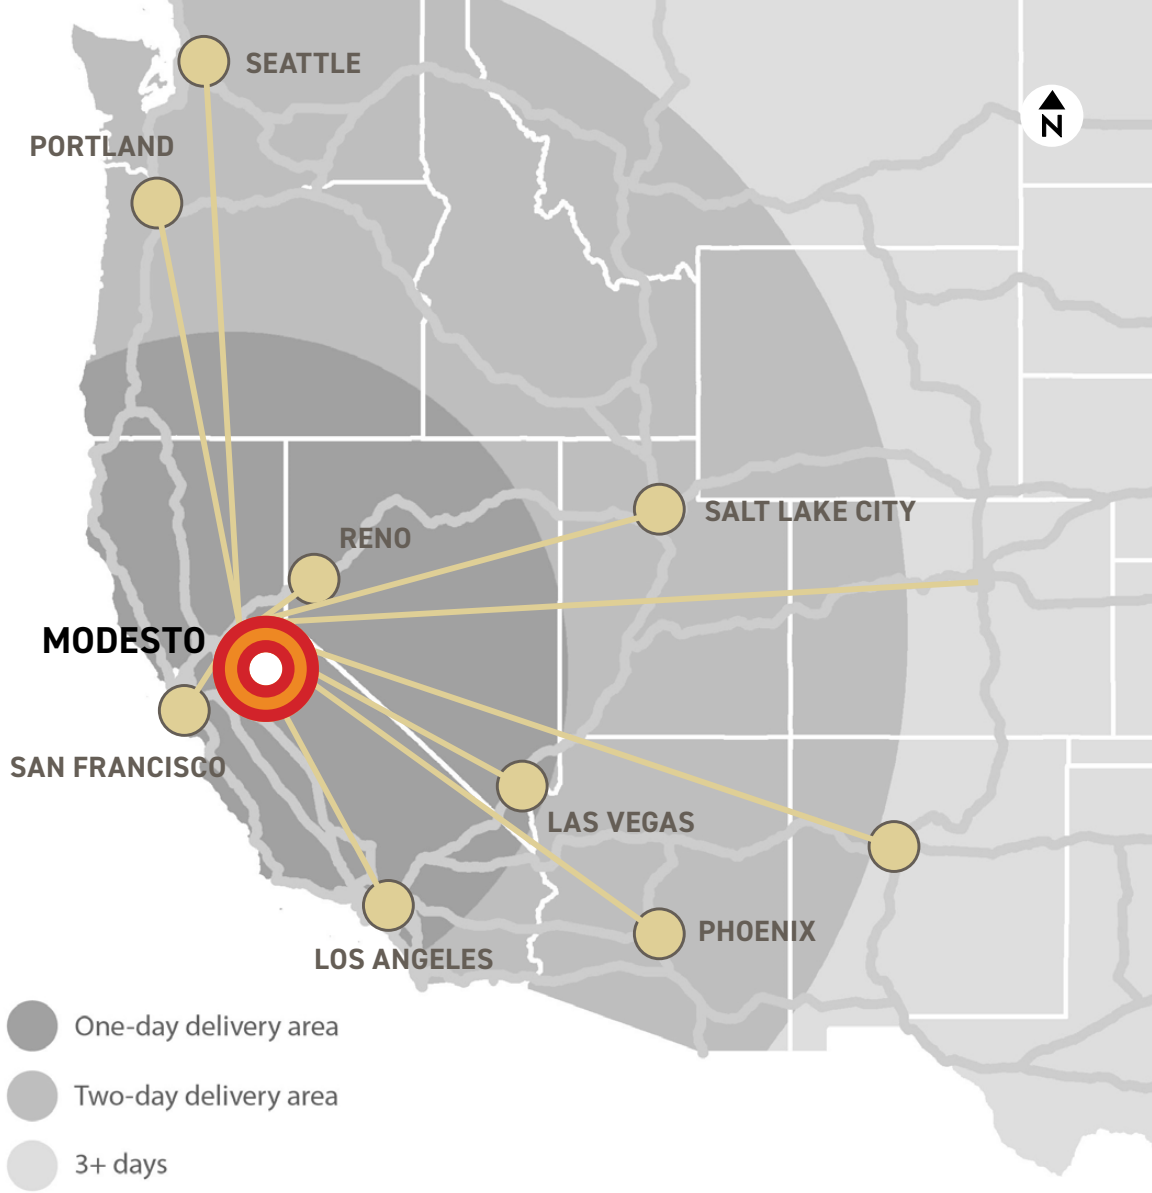 SEATTLE
N
PORTLAND
SALT LAKE CITY
RENO
MODESTO
SAN FRANCISCO
LAS VEGAS
PHOENIX
LOS ANGELES
One-day delivery area
Two-day delivery area
3+ days